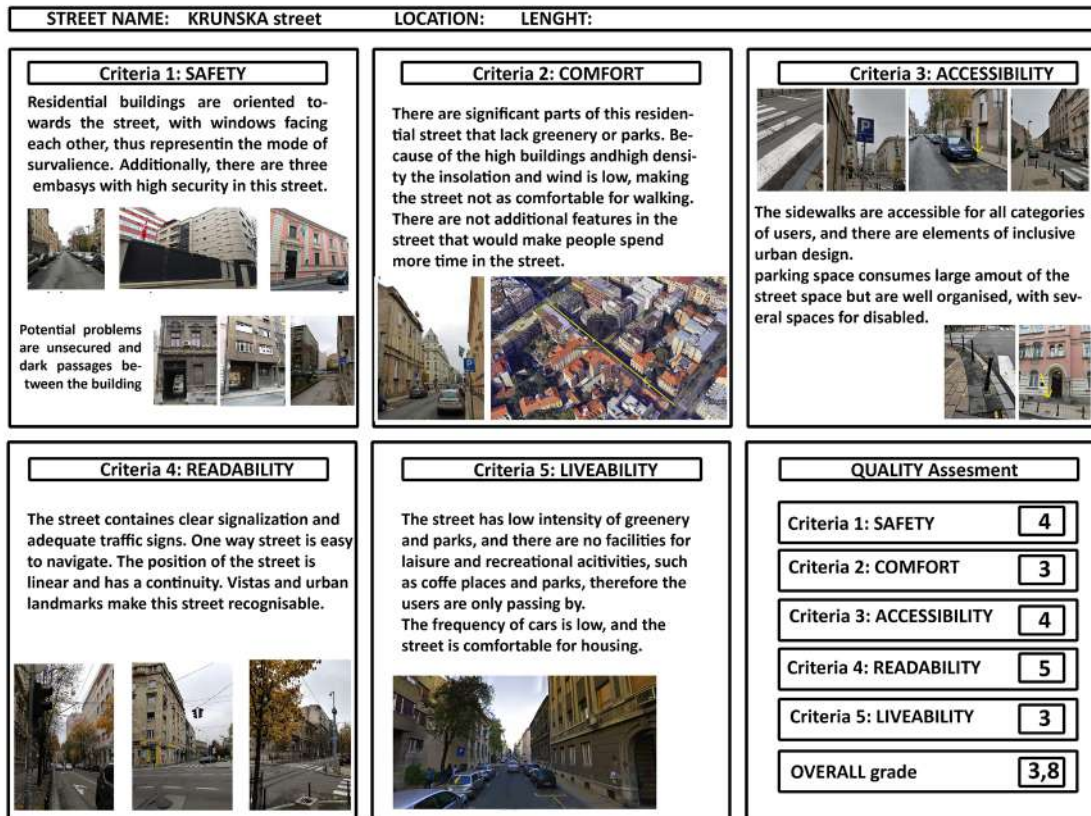 STREET NAME: KRUNSKA street LOCATION: LENGHT:
Criteria 1: SAFETY
Residential buildings are oriented to-
wards the street, with windows facing
each other, thus representin the mode of
survalience. Additionally, there are three
embasys with high security in this street.
Potential problems
are unsecured and
dark passages be-
tween the building
Criteria 2: COMFORT
There are significant parts of this residen-
tial street that lack greenery or parks. Be-
cause of the high buildings andhigh densi-
ty the insolation and wind is low, making
the street not as comfortable for walking.
There are not additional features in the
street that would make people spend
more time in the street.
Criteria 3: ACCESSIBILITY
P
The sidewalks are accessible for all categories
of users, and there are elements of inclusive
urban design.
parking space consumes large amout of the
street space but are well organised, with sev-
eral spaces for disabled.
Criteria 4: READABILITY
The street containes clear signalization and
adequate traffic signs. One way street is easy
to navigate. The position of the street is
linear and has a continuity. Vistas and urban
landmarks make this street recognisable.
Criteria 5: LIVEABILITY
The street has low intensity of greenery
and parks, and there are no facilities for
laisure and recreational acitivities, such
as coffe places and parks, therefore the
users are only passing by.
The frequency of cars is low, and the
street is comfortable for housing.
QUALITY Assesment
Criteria 1: SAFETY 4
Criteria 2: COMFORT 3
Criteria 3: ACCESSIBILITY 4
Criteria 4: READABILITY 5
Criteria 5: LIVEABILITY 3
OVERALL grade 3,8